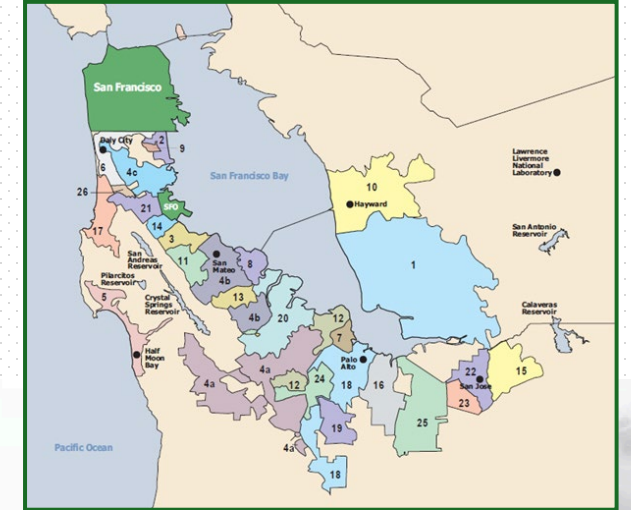 San Francisco
Daly City
2
9
6
4c
26
SFO
21
San Francisco Bay
14
17
3
11
San
Andreas
Reservoir
San
Mateo
8
4b
Pilarcitos
Reservoir
5
Crystal
Springs
Reservoir
13
4b
20
12
7
Half
Moon
Bay
Palo
Alto
4a
4a
12
24
18
16
19
25
4a
18
Pacific Ocean
10
Hayward
1
Lawrence
Livermore
National
Laboratory
San Antonio
Reservoir
Calaveras
Reservoir
22
San Jose
15
23